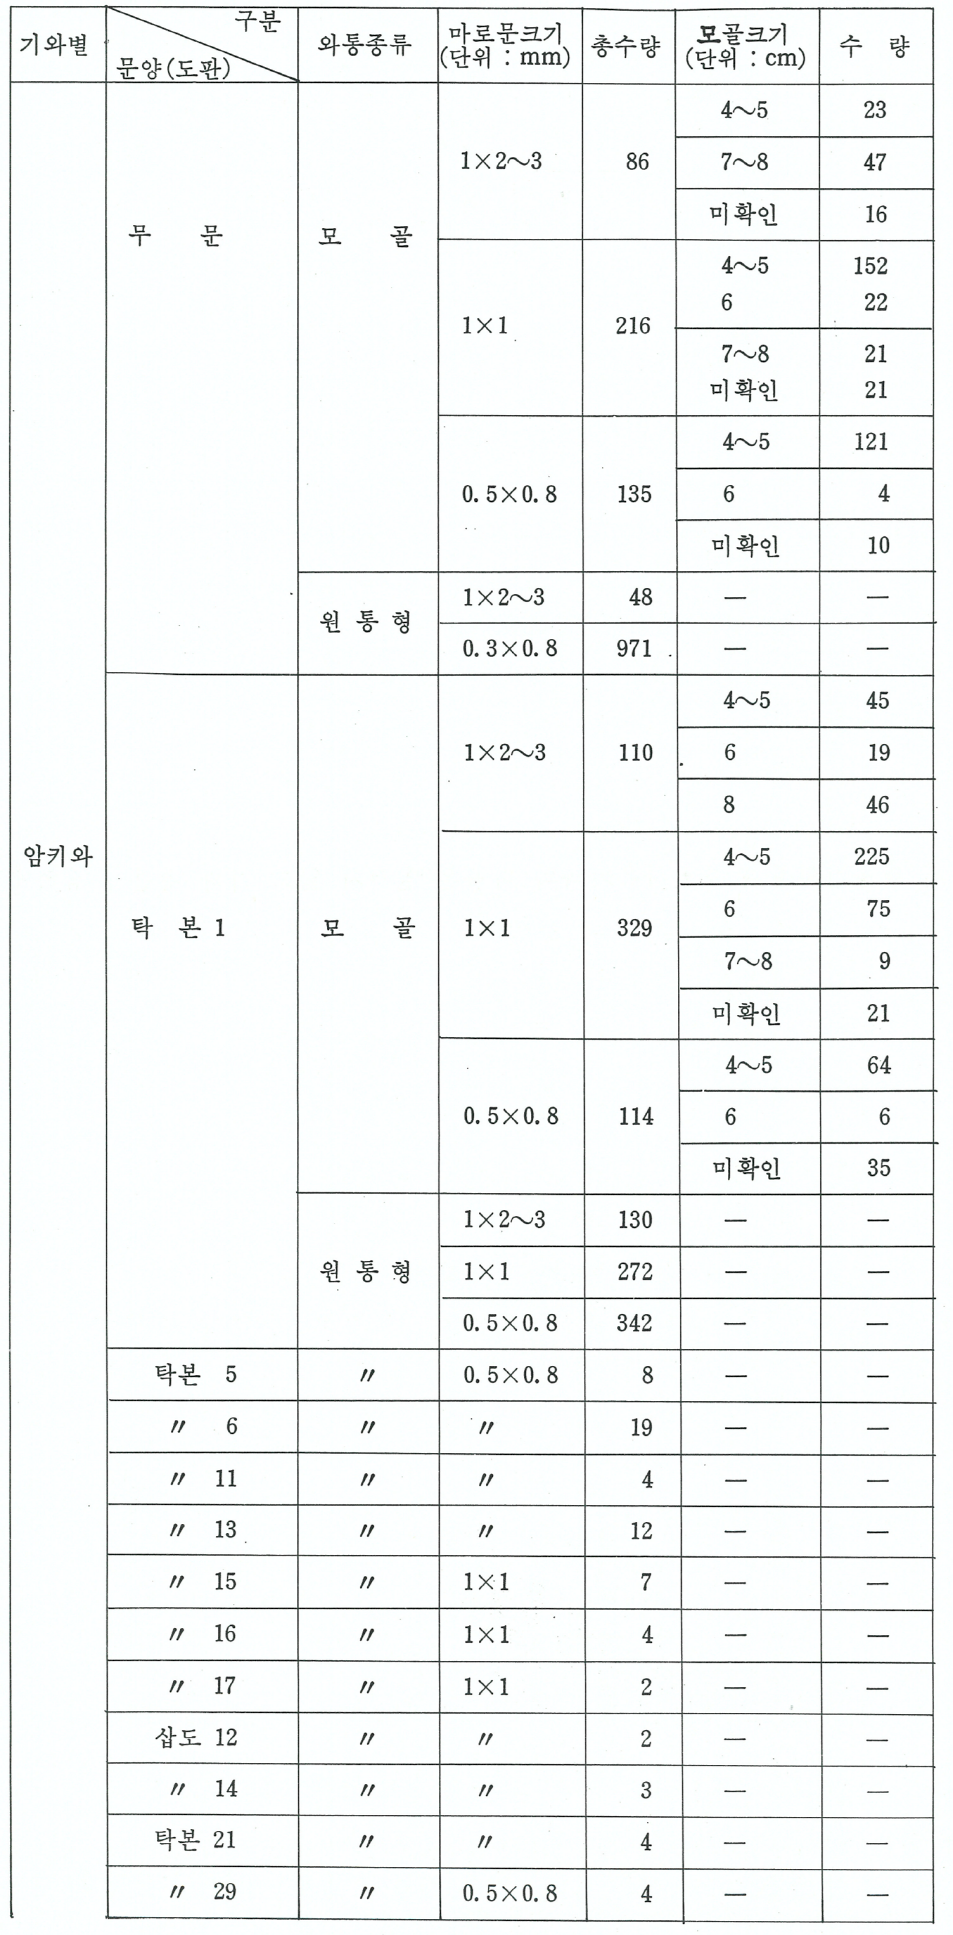 기와별 구분 문양(도판) 와통종류 마로문크기 (단위 : mm) 총수량 모골크기 (단위 : cm) 수 량
암키와
무 문 모 골 1×2～3 86 4～5 23
7～8 47
미확인 16
1×1 216 4～5 152
6 22
7～8 21
미확인 21
0.5×0.8 135 4～5 121
6 4
미확인 10
원 통 형 1×2～3 48 — —
0.3×0.8 971 — —
탁 본 1 모 골 1×2～3 110 4～5 45
6 19
8 46
1×1 329 4～5 225
6 75
7～8 9
미확인 21
0.5×0.8 114 4～5 64
6 6
미확인 35
원 통 형 1×2～3 130 — —
1×1 272 — —
0.5×0.8 342 — —
탁본 5 〃 0.5×0.8 8 — —
〃 6 〃 〃 19 — —
〃 11 〃 〃 4 — —
〃 13 〃 〃 12 — —
〃 15 〃 1×1 7 — —
〃 16 〃 1×1 4 — —
〃 17 〃 1×1 2 — —
삽도 12 〃 〃 2 — —
〃 14 〃 〃 3 — —
탁본 21 〃 〃 4 — —
〃 29 〃 0.5×0.8 4 — —